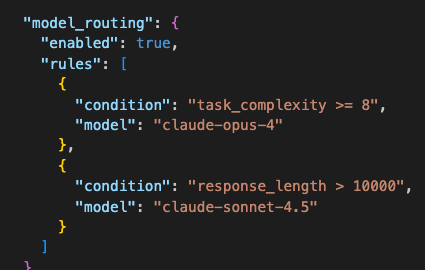 "model_routing": {
"enabled": true,
"rules": [
{
"condition": "task_complexity >= 8",
"model": "claude-opus-4"
},
{
"condition": "response_length > 10000",
"model": "claude-sonnet-4.5"
}
]
}